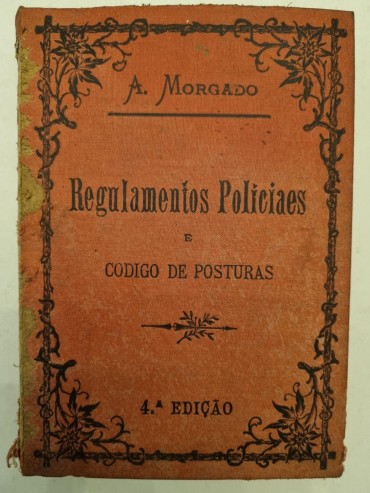 A. MORGADO
Regulamentos Policiaes
E
CODIGO DE POSTURAS
4.ª EDIÇÃO